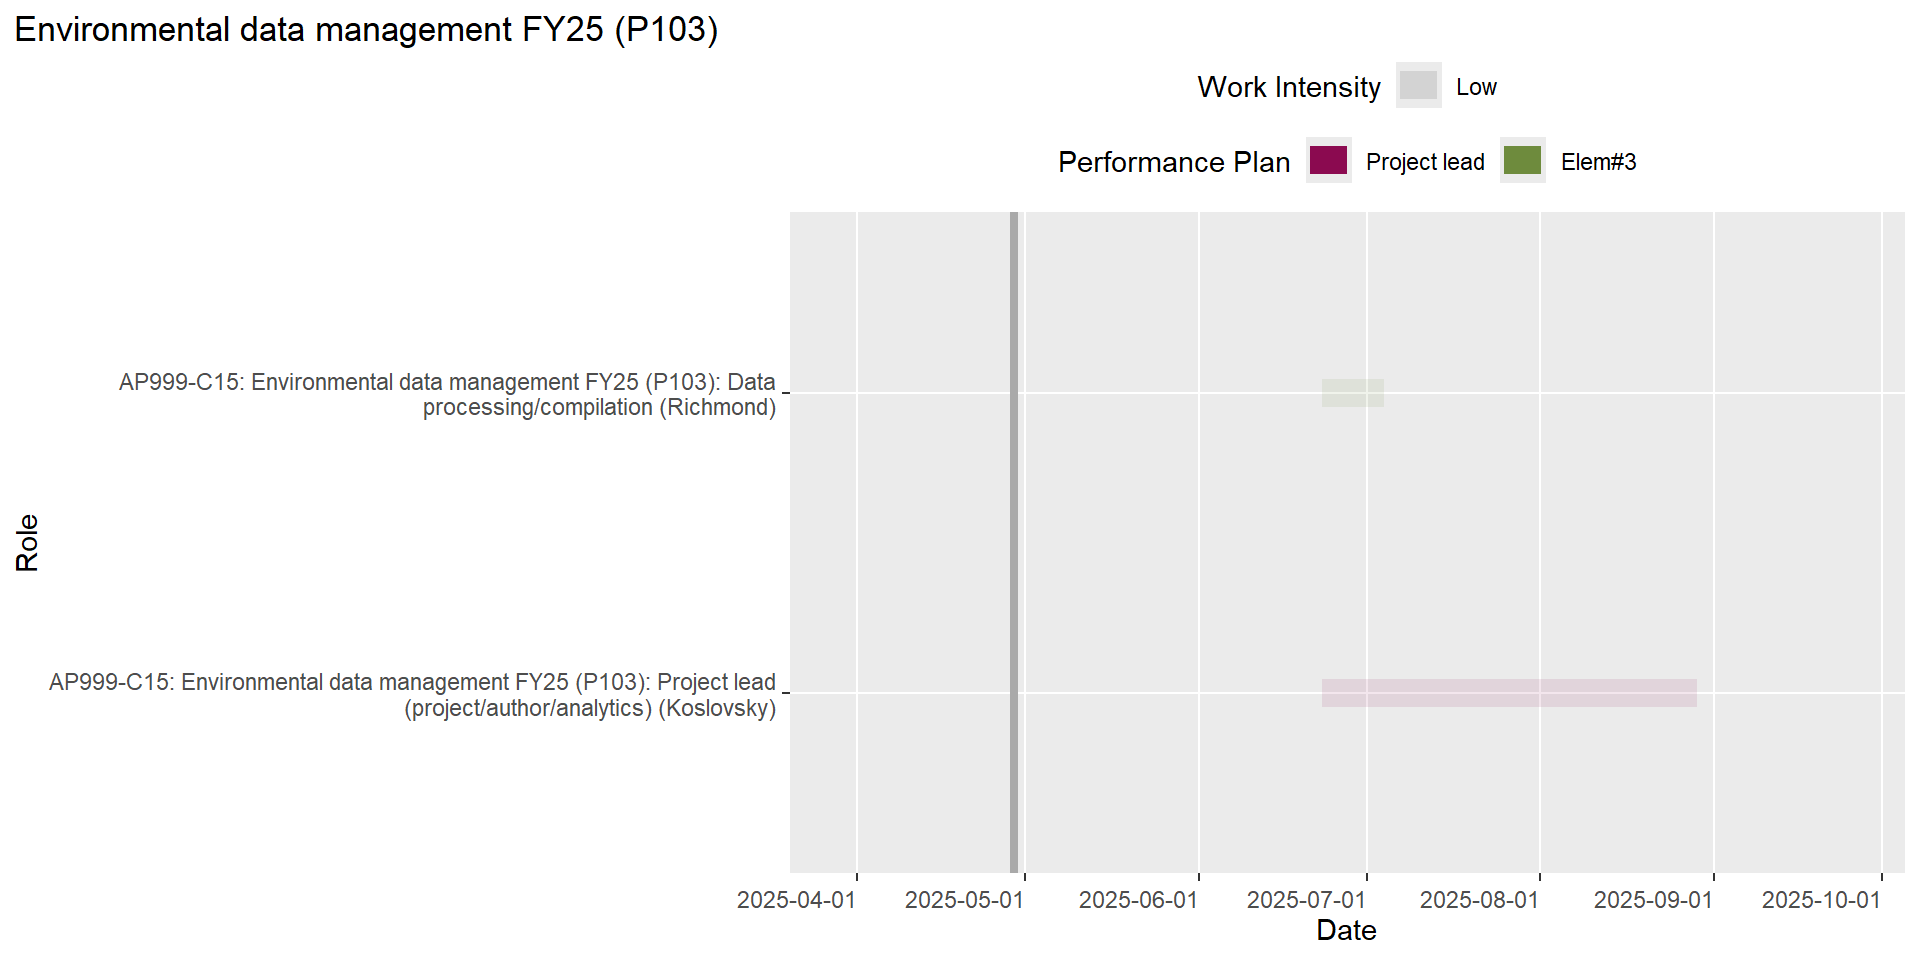 Environmental data management FY25 (P103)
Work Intensity Low
Performance Plan Project lead Elem#3
AP999-C15: Environmental data management FY25 (P103): Data
processing/compilation (Richmond)
Role
AP999-C15: Environmental data management FY25 (P103): Project lead
(project/author/analytics) (Koslovsky)
2025-04-01 2025-05-01 2025-06-01 2025-07-01 2025-08-01 2025-09-01 2025-10-01
Date